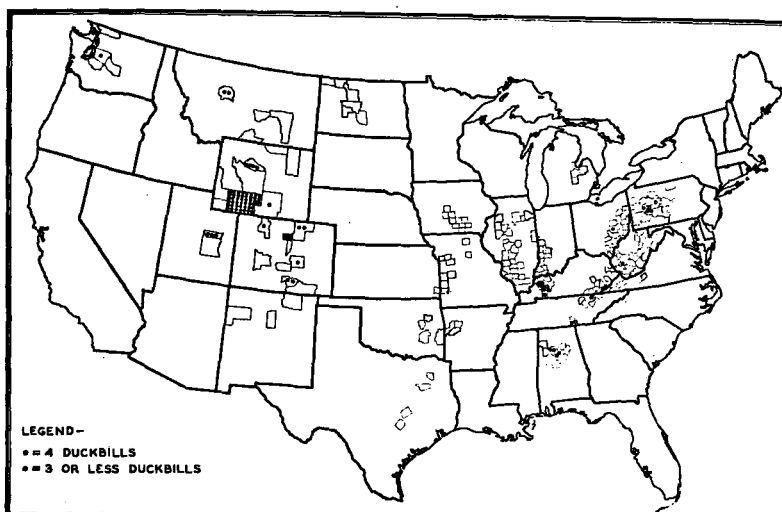 LEGEND-
•=4 DUCKBILLS
•=3 OR LESS DUCKBILLS